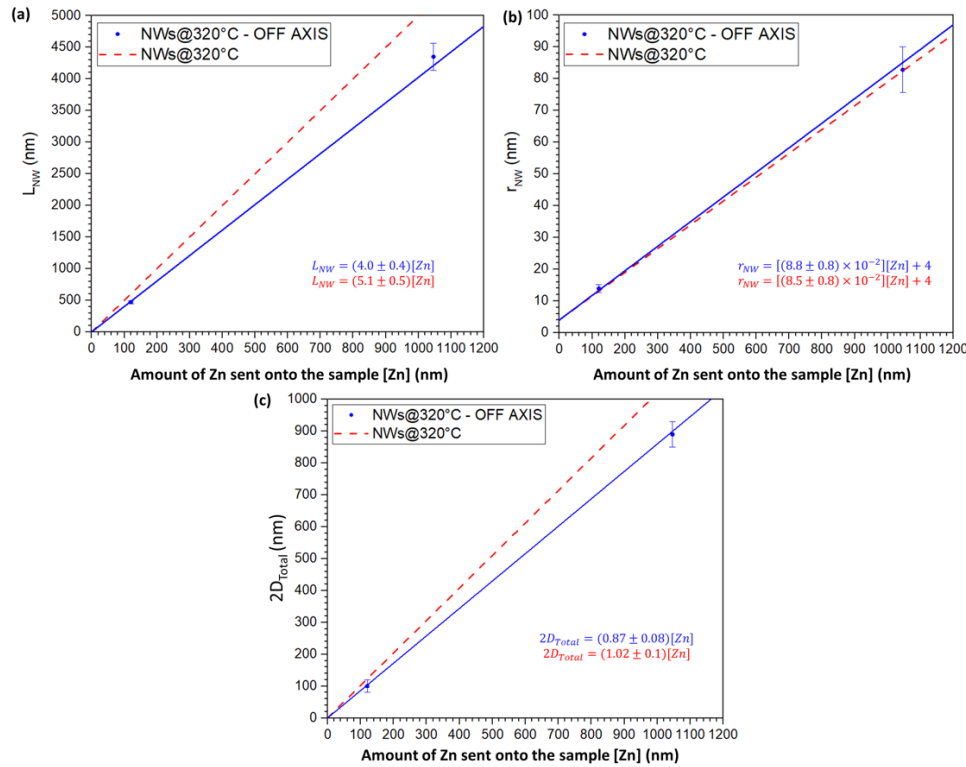 (a)
5000
4500
4000
3500
3000
2500
2000
1500
1000
500
0
L_NW (nm)
NWs@320°C - OFF AXIS
NWs@320°C
L_NW = (4.0 ± 0.4)[Zn]
L_NW = (5.1 ± 0.5)[Zn]
0 100 200 300 400 500 600 700 800 900 1000 1100 1200
Amount of Zn sent onto the sample [Zn] (nm)
(b)
100
80
60
40
20
0
r_NW (nm)
NWs@320°C - OFF AXIS
NWs@320°C
r_NW = [(8.8 ± 0.8) × 10⁻²][Zn] + 4
r_NW = [(8.5 ± 0.8) × 10⁻²][Zn] + 4
0 100 200 300 400 500 600 700 800 900 1000 1100 1200
Amount of Zn sent onto the sample [Zn] (nm)
(c)
1000
900
800
700
600
500
400
300
200
100
0
2D_Total (nm)
NWs@320°C - OFF AXIS
NWs@320°C
2D_Total = (0.87 ± 0.08)[Zn]
2D_Total = (1.02 ± 0.1)[Zn]
0 100 200 300 400 500 600 700 800 900 1000 1100 1200
Amount of Zn sent onto the sample [Zn] (nm)